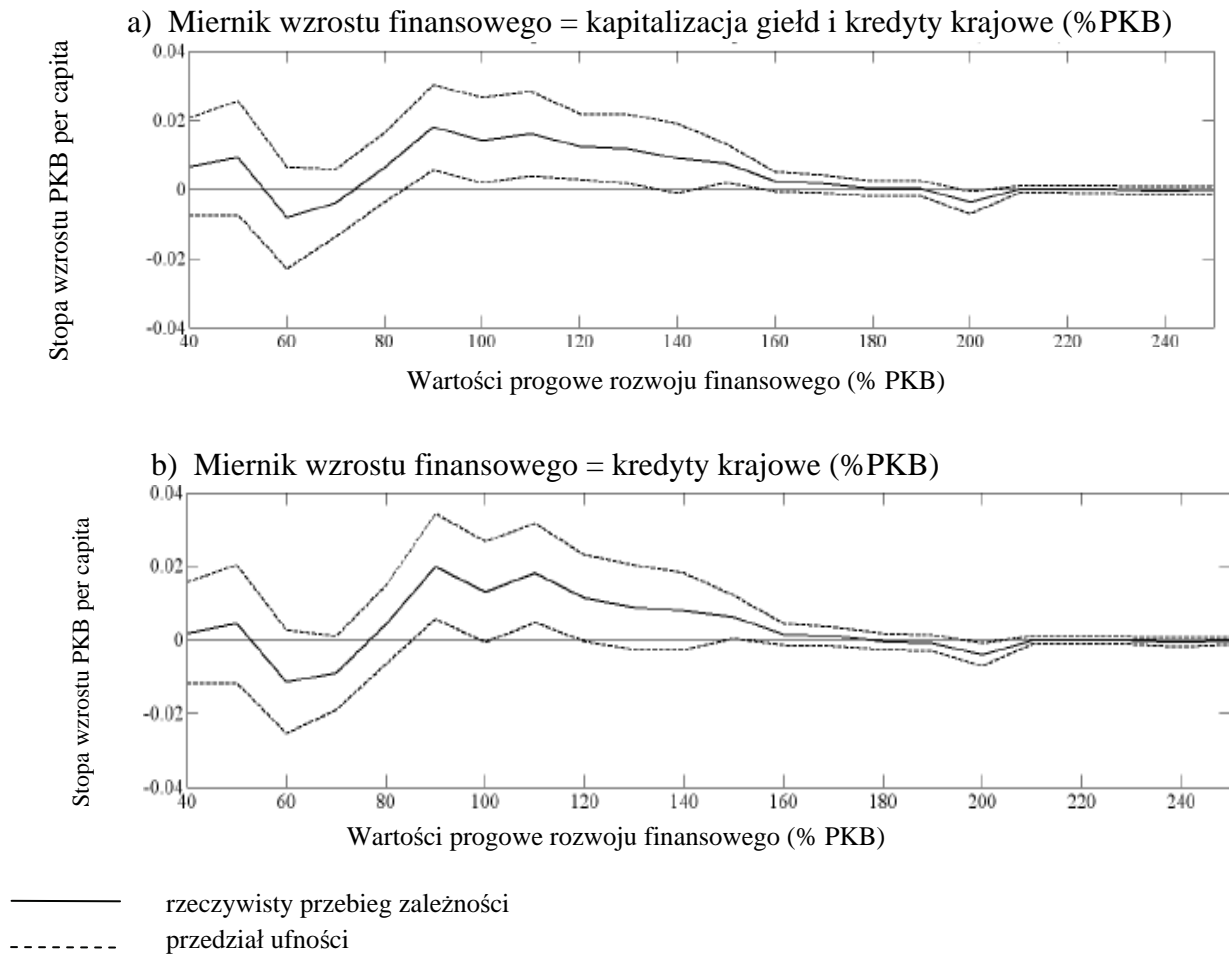 a) Miernik wzrostu finansowego = kapitalizacja giełd i kredyty krajowe (%PKB)
0.04
0.02
0
-0.02
-0.04
Stopa wzrostu PKB per capita
40 60 80 100 120 140 160 180 200 220 240
Wartości progowe rozwoju finansowego (% PKB)
b) Miernik wzrostu finansowego = kredyty krajowe (%PKB)
0.04
0.02
0
-0.02
-0.04
Stopa wzrostu PKB per capita
40 60 80 100 120 140 160 180 200 220 240
Wartości progowe rozwoju finansowego (% PKB)
rzeczywisty przebieg zależności
przedział ufności